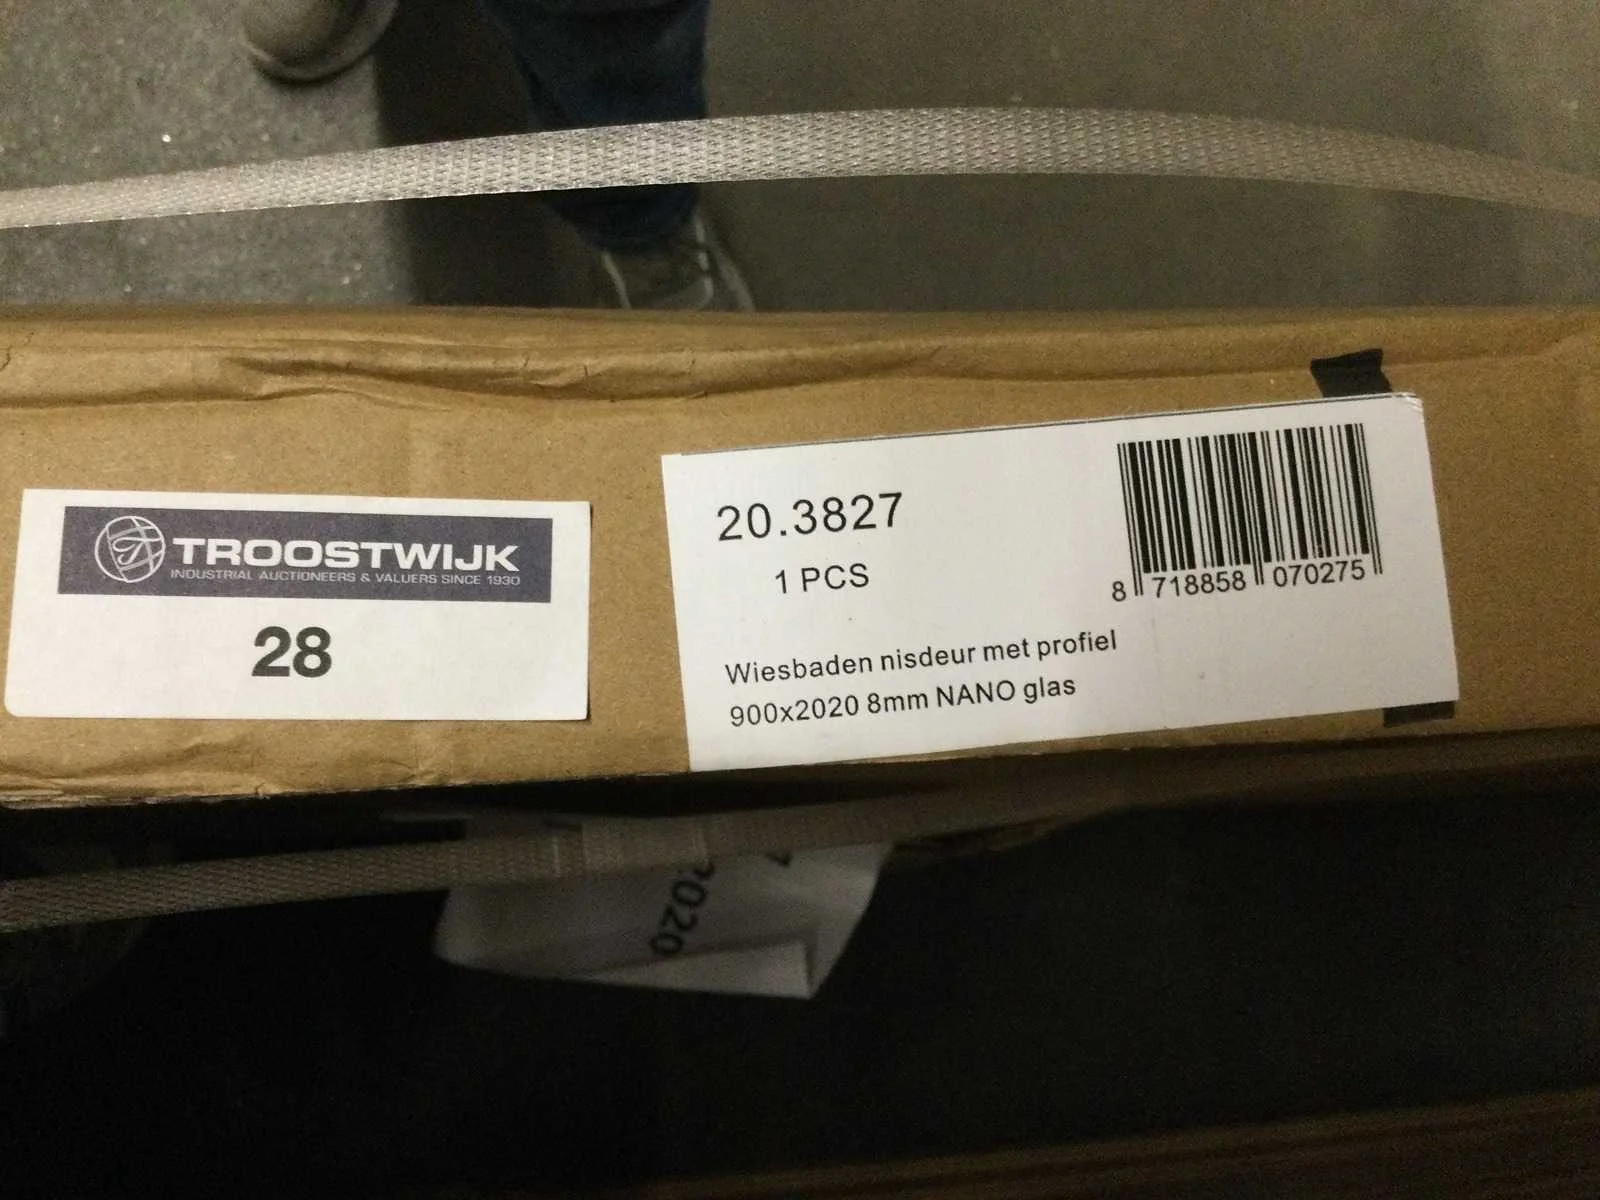 TROOSTWIJK
INDUSTRIAL AUCTIONEERS & VALUERS SINCE 1930
28
20.3827
1 PCS
8 718858 070275
Wiesbaden nisdeur met profiel
900x2020 8mm NANO glas
2020